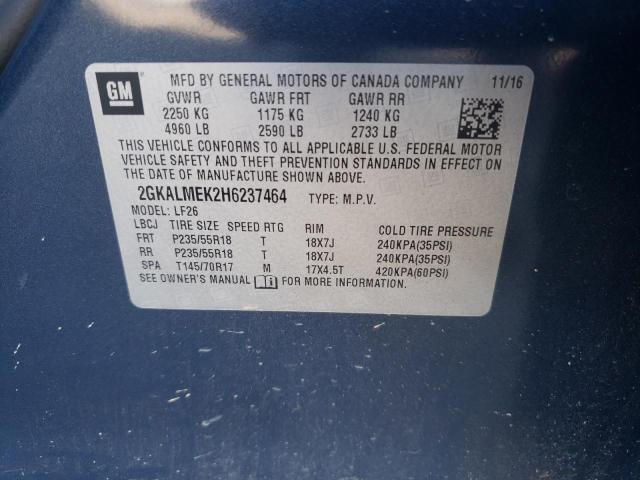 GM
MFD BY GENERAL MOTORS OF CANADA COMPANY 11/16
GVWR GAWR FRT GAWR RR
2250 KG 1175 KG 1240 KG
4960 LB 2590 LB 2733 LB
THIS VEHICLE CONFORMS TO ALL APPLICABLE U.S. FEDERAL MOTOR
VEHICLE SAFETY AND THEFT PREVENTION STANDARDS IN EFFECT ON
THE DATE OF MANUFACTURE SHOWN ABOVE.
2GKALMEK2H6237464 TYPE: M.P.V.
MODEL: LF26
LBCJ TIRE SIZE SPEED RTG RIM COLD TIRE PRESSURE
FRT P235/55R18 T 18X7J 240KPA(35PSI)
RR P235/55R18 T 18X7J 240KPA(35PSI)
SPA T145/70R17 M 17X4.5T 420KPA(60PSI)
SEE OWNER'S MANUAL FOR MORE INFORMATION.